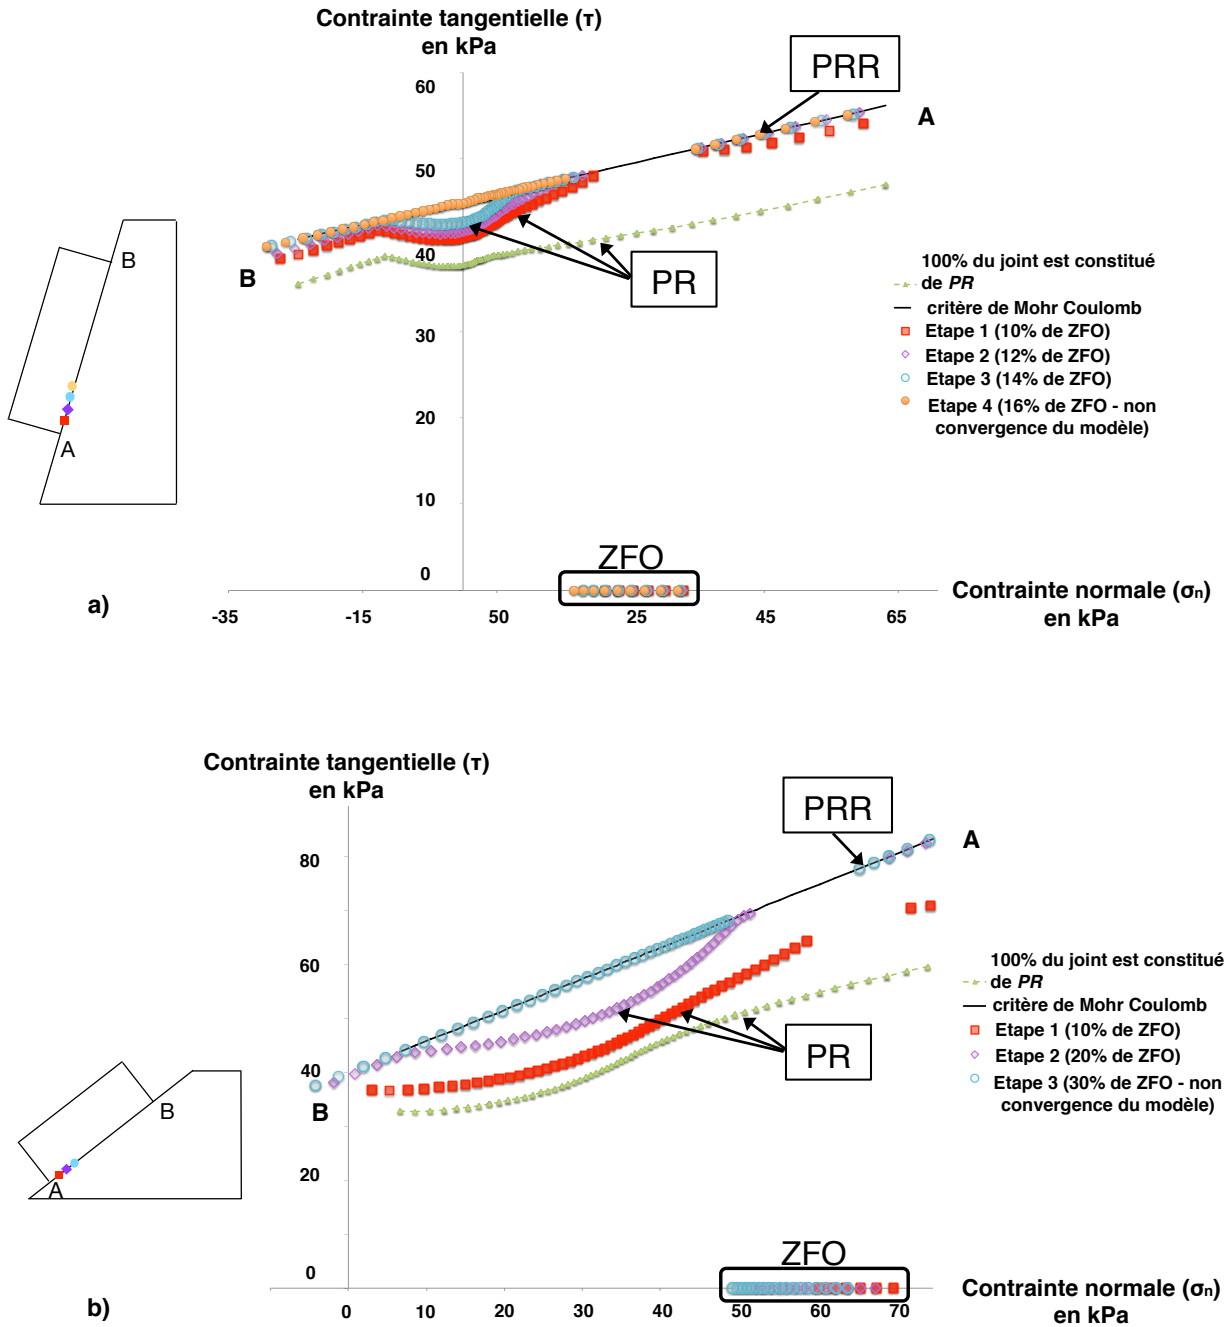 Contrainte tangentielle (τ)
en kPa
60
50
40
30
20
10
0
PRR
A
B
PR
B
A
a)
100% du joint est constitué
de PR
critère de Mohr Coulomb
Etape 1 (10% de ZFO)
Etape 2 (12% de ZFO)
Etape 3 (14% de ZFO)
Etape 4 (16% de ZFO - non
convergence du modèle)
ZFO
-35 -15 50 25 45 65
Contrainte normale (σn)
en kPa
Contrainte tangentielle (τ)
en kPa
80
60
40
20
0
PRR
A
B
PR
B
A
b)
100% du joint est constitué
de PR
critère de Mohr Coulomb
Etape 1 (10% de ZFO)
Etape 2 (20% de ZFO)
Etape 3 (30% de ZFO - non
convergence du modèle)
ZFO
0 10 20 30 40 50 60 70
Contrainte normale (σn)
en kPa